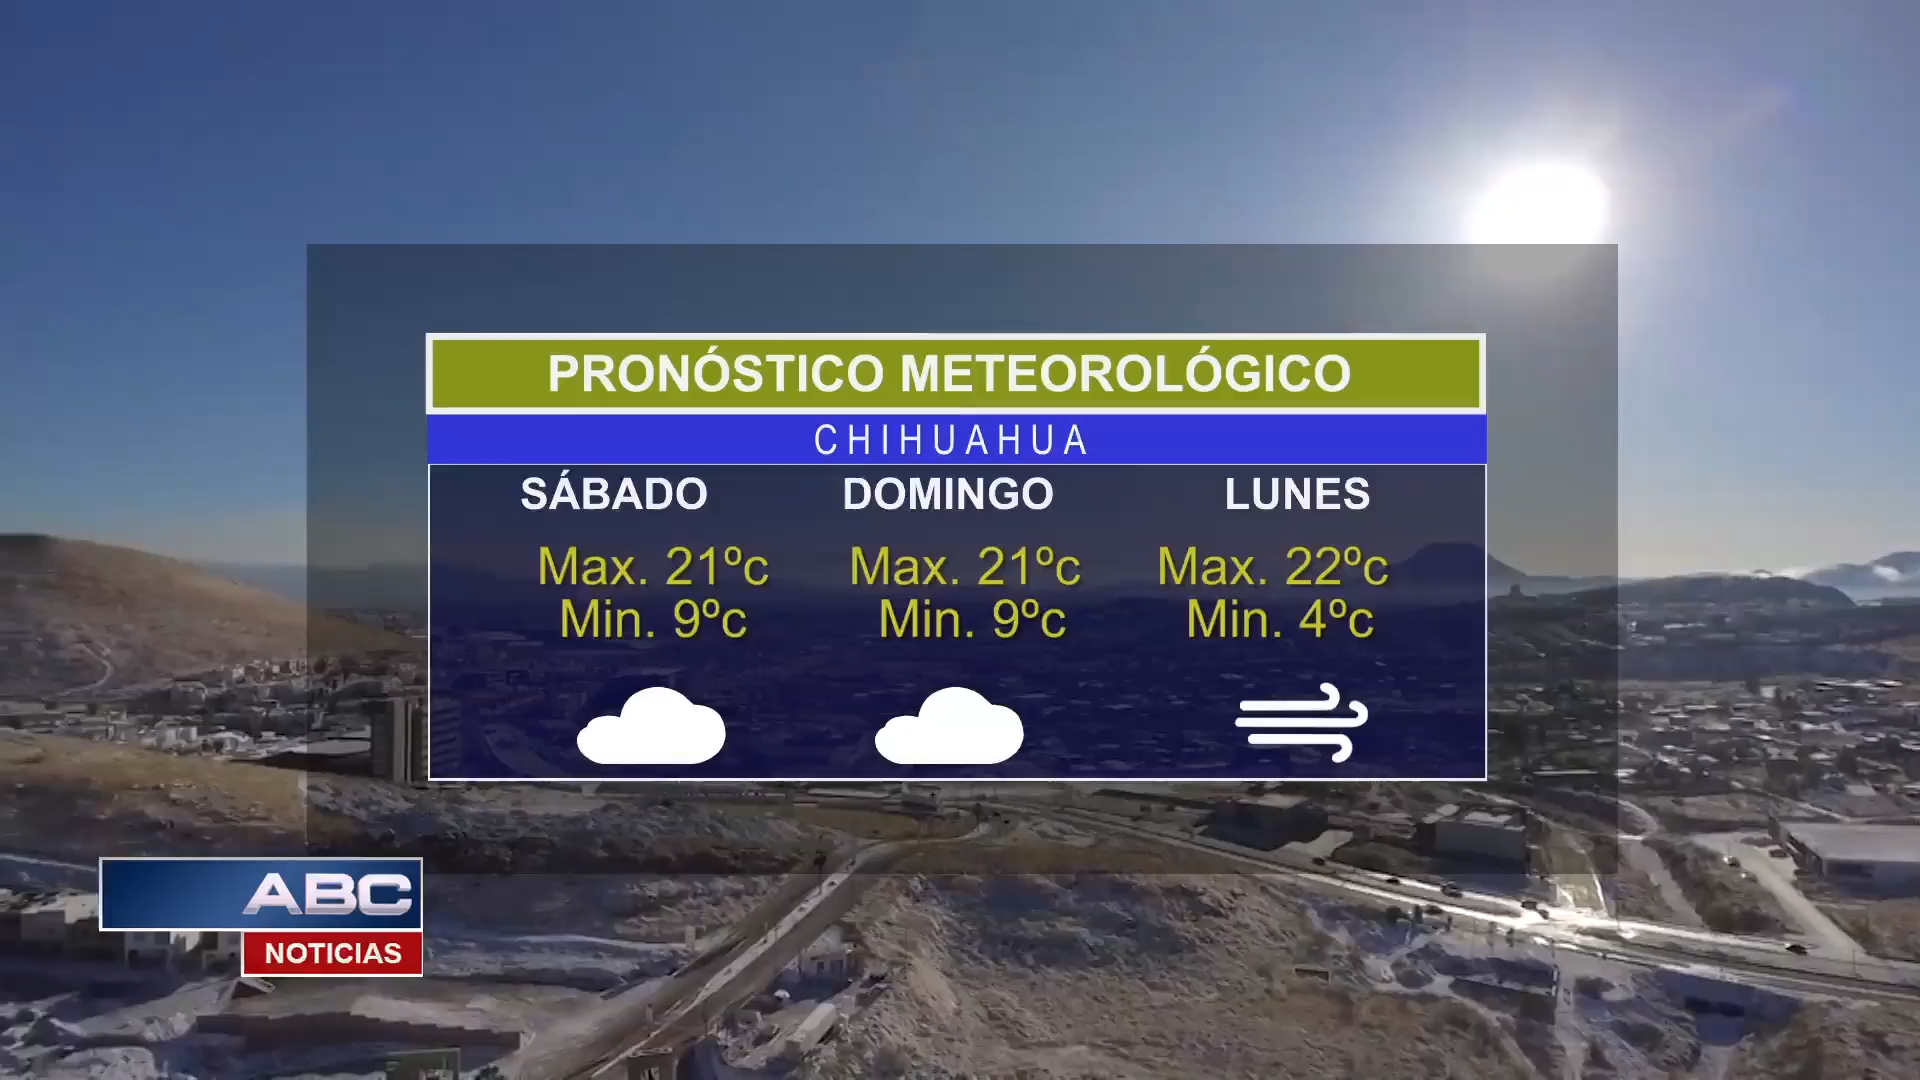 PRONÓSTICO METEOROLÓGICO
CHIHUAHUA
SÁBADO DOMINGO LUNES
Max. 21ºc Max. 21ºc Max. 22ºc
Min. 9ºc Min. 9ºc Min. 4ºc
ABC
NOTICIAS